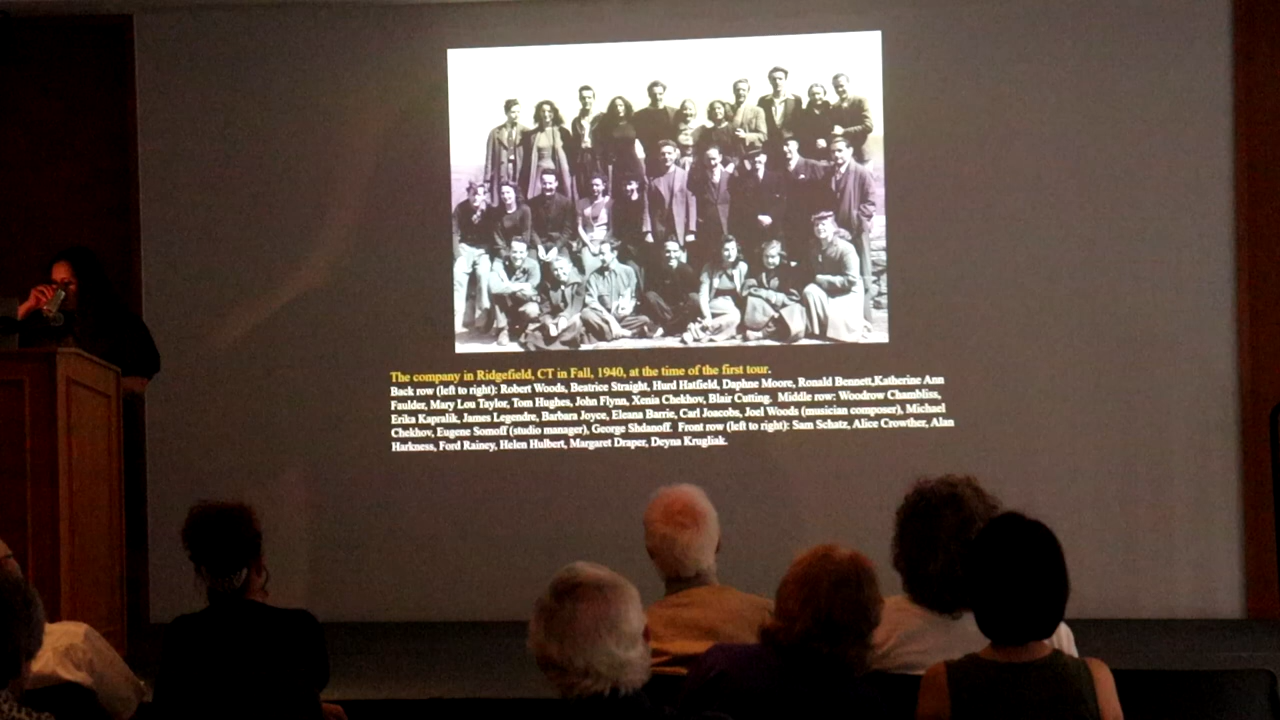 The company in Ridgefield, CT in Fall, 1940, at the time of the first tour.
Back row (left to right): Robert Woods, Beatrice Straight, Hurd Hatfield, Daphne Moore, Ronald Bennett,Katherine Ann
Faulder, Mary Lou Taylor, Tom Hughes, John Flynn, Xenia Chekhov, Blair Cutting.  Middle row: Woodrow Chambliss,
Erika Kapralik, James Legendre, Barbara Joyce, Eleana Barrie, Carl Joacobs, Joel Woods (musician composer), Michael
Chekhov, Eugene Somoff (studio manager), George Shdanoff.  Front row (left to right): Sam Schatz, Alice Crowther, Alan
Harkness, Ford Rainey, Helen Hulbert, Margaret Draper, Deyna Krugliak.